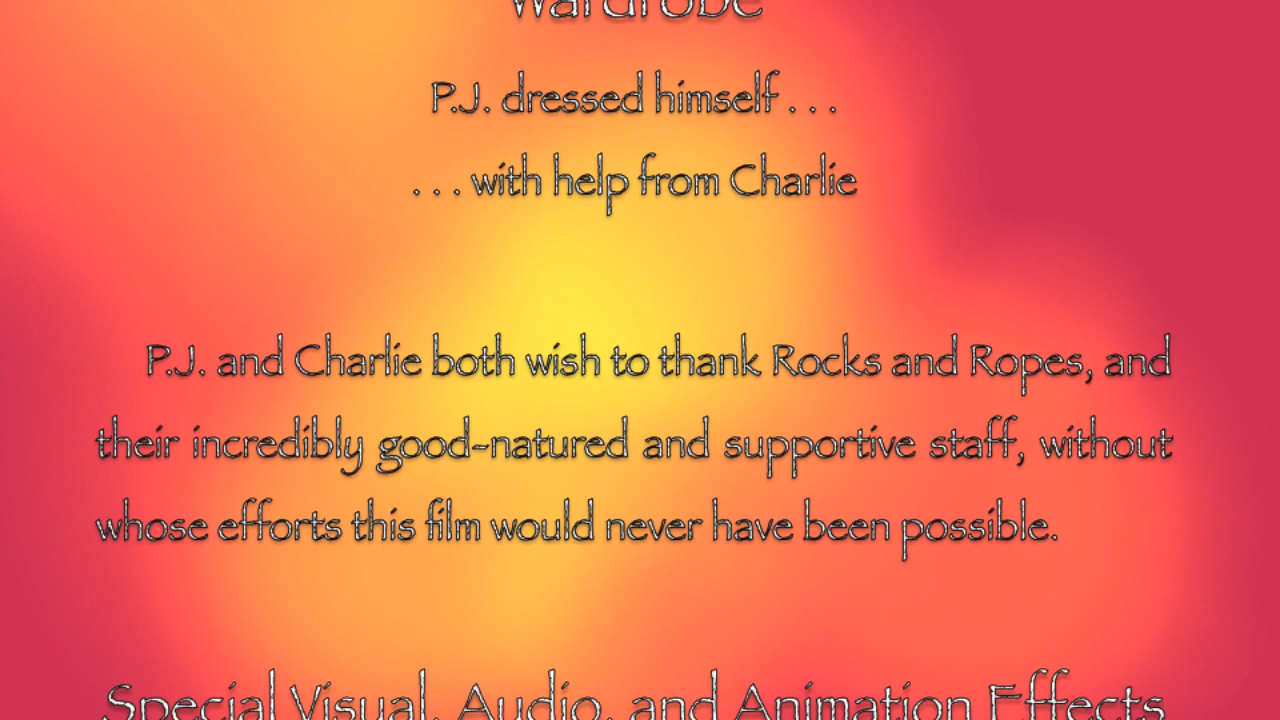 Wardrobe
P.J. dressed himself . . .
. . . with help from Charlie
P.J. and Charlie both wish to thank Rocks and Ropes, and
their incredibly good-natured and supportive staff, without
whose efforts this film would never have been possible.
Special Visual, Audio, and Animation Effects